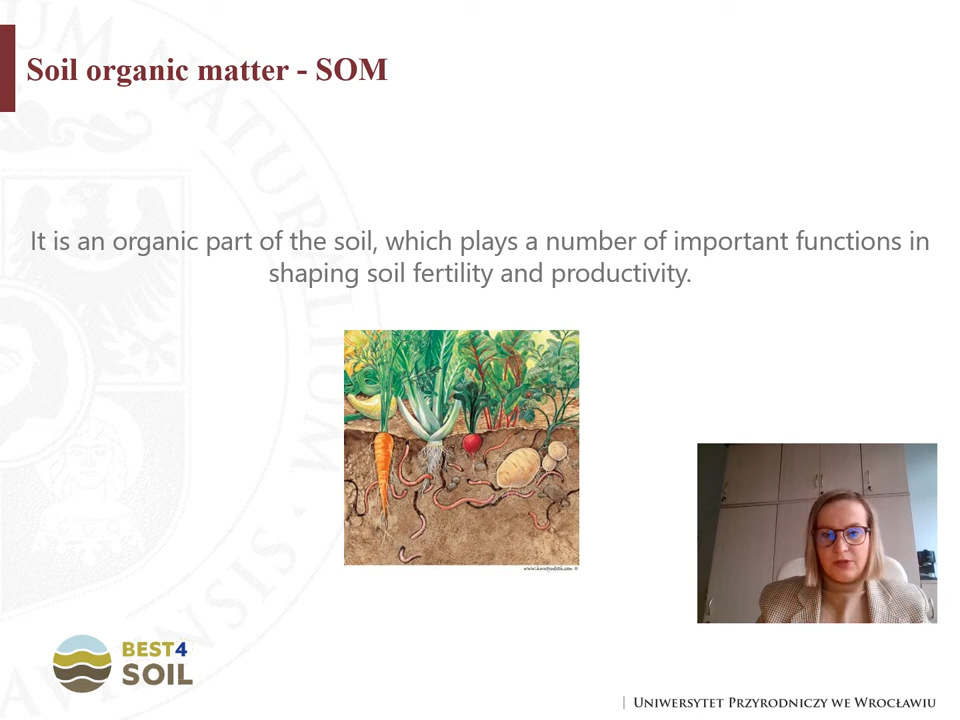 Soil organic matter - SOM
It is an organic part of the soil, which plays a number of important functions in
shaping soil fertility and productivity.
BEST4
SOIL
| UNIWERSYTET PRZYRODNICZY WE WROCŁAWIU